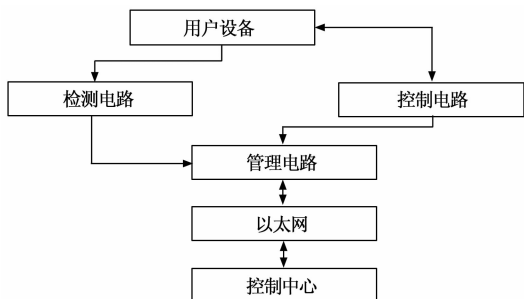 用户设备
检测电路
控制电路
管理电路
以太网
控制中心